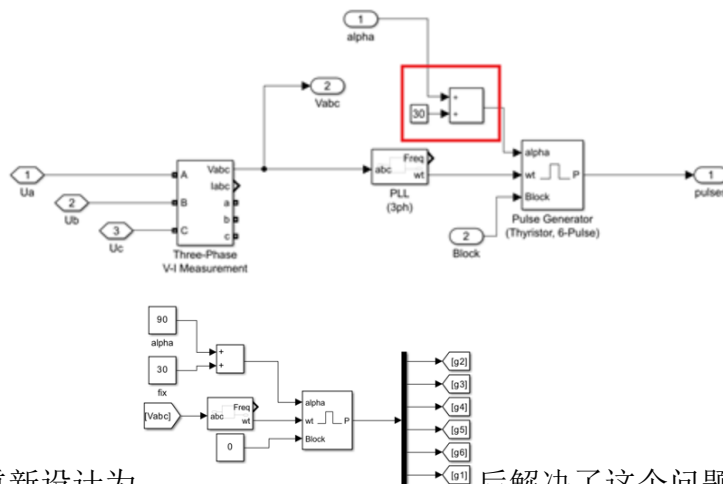 1
alpha
2
Vabc
30
+
+
1
Ua
2
Ub
3
Uc
A
B
C
Vabc
Iabc
a
b
c
Three-Phase
V-I Measurement
abc
Freq
wt
PLL
(3ph)
alpha
wt
Block
P
Pulse Generator
(Thyristor, 6-Pulse)
2
Block
1
pulses
90
alpha
30
fix
+
+
[Vabc]
abc
Freq
wt
0
alpha
wt
Block
P
[g2]
[g3]
[g4]
[g5]
[g6]
[g1]
新设计为
后解决了这个问题